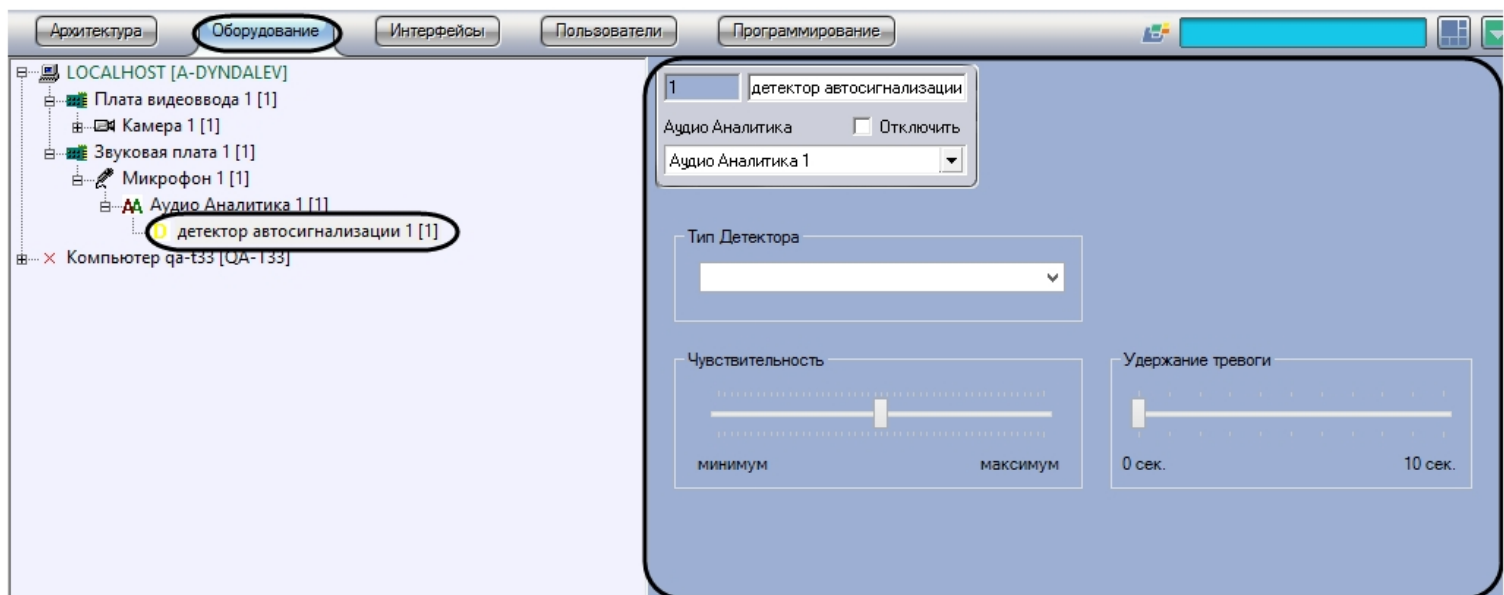 Архитектура Оборудование Интерфейсы Пользователи Программирование
LOCALHOST [A-DYNDALEV]
Плата видеоввода 1 [1]
Камера 1 [1]
Звуковая плата 1 [1]
Микрофон 1 [1]
Аудио Аналитика 1 [1]
детектор автосигнализации 1 [1]
Компьютер qa-t33 [QA-T33]
1 детектор автосигнализации
Аудио Аналитика Отключить
Аудио Аналитика 1
Тип Детектора
Чувствительность
минимум максимум
Удержание тревоги
0 сек. 10 сек.